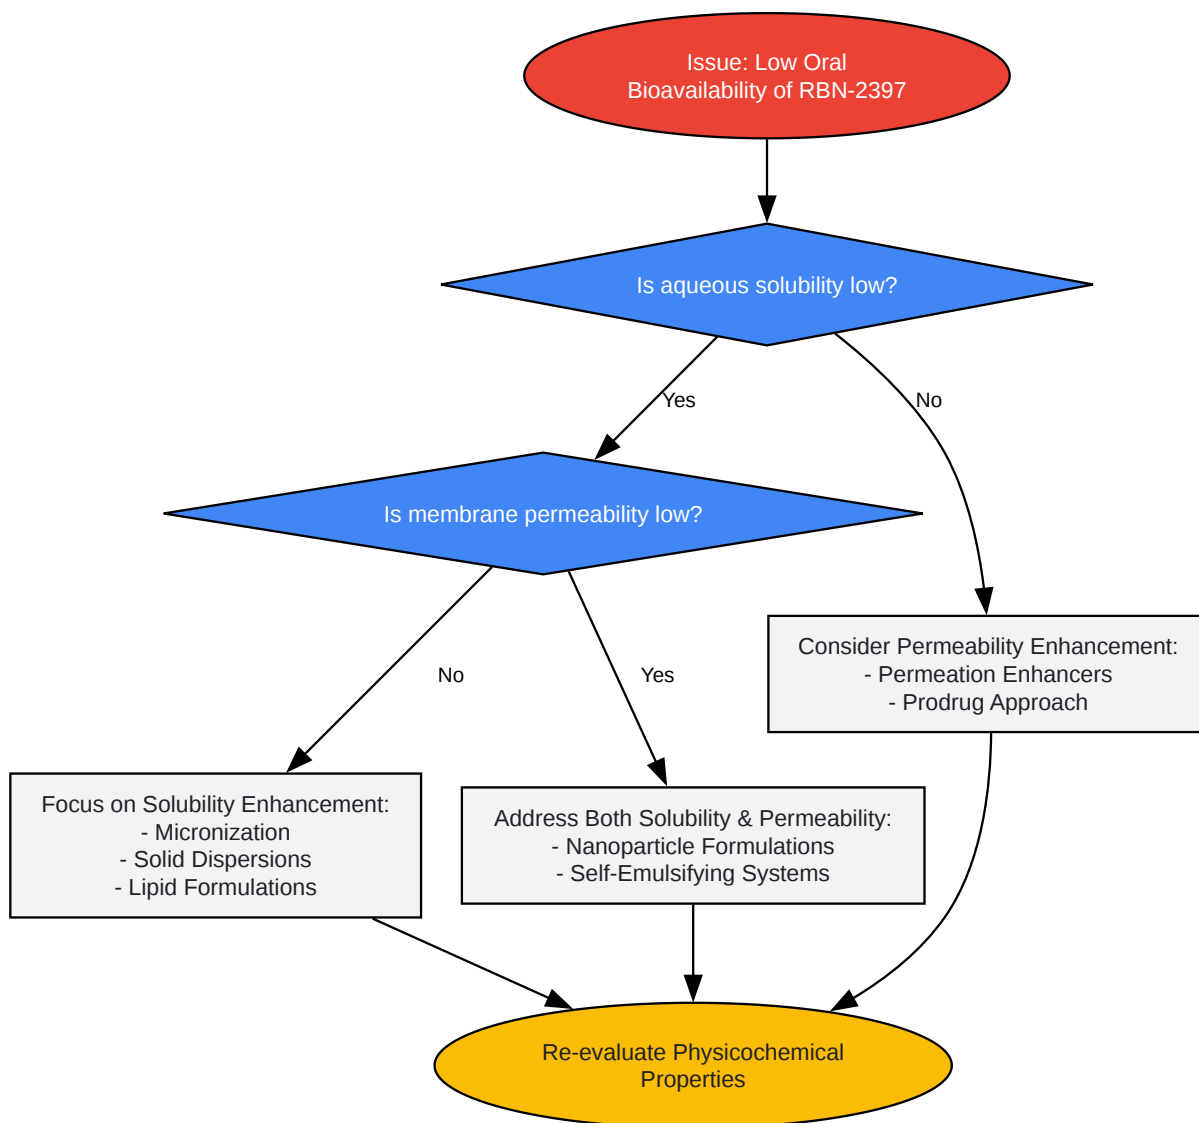 Issue: Low Oral
Bioavailability of RBN-2397
Is aqueous solubility low?
Yes
No
Is membrane permeability low?
No
Yes
Consider Permeability Enhancement:
- Permeation Enhancers
- Prodrug Approach
Focus on Solubility Enhancement:
- Micronization
- Solid Dispersions
- Lipid Formulations
Address Both Solubility & Permeability:
- Nanoparticle Formulations
- Self-Emulsifying Systems
Re-evaluate Physicochemical
Properties